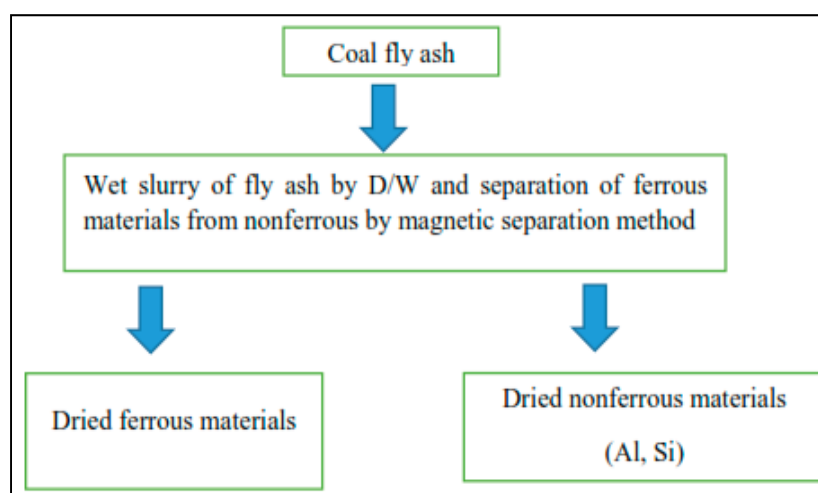 Coal fly ash
Wet slurry of fly ash by D/W and separation of ferrous
materials from nonferrous by magnetic separation method
Dried ferrous materials
Dried nonferrous materials
(Al, Si)